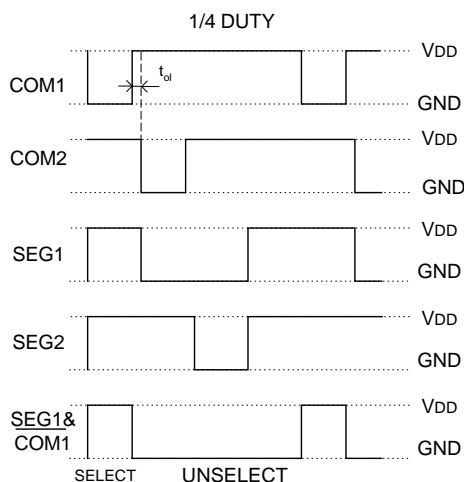 1/4 DUTY
VDD
COM1
tol
GND
VDD
COM2
GND
VDD
SEG1
GND
VDD
SEG2
GND
VDD
SEG1&
COM1
GND
SELECT UNSELECT